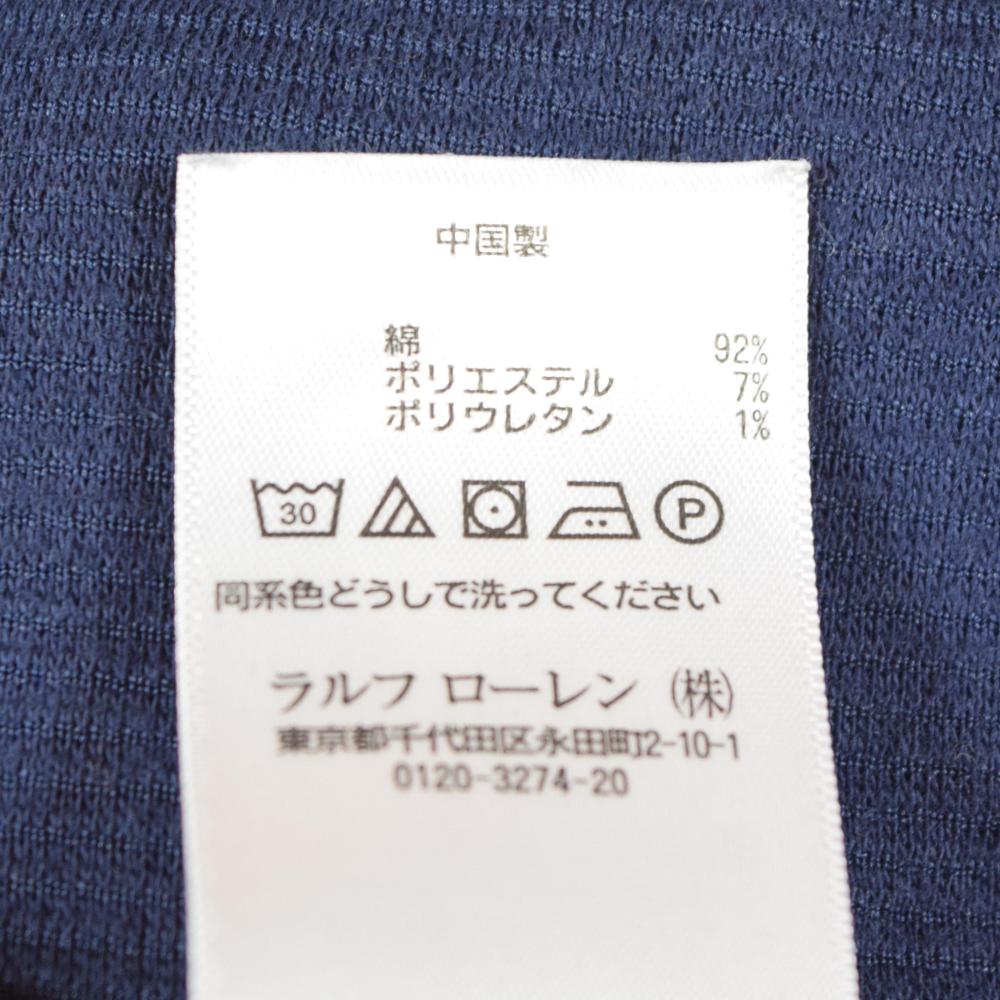 中国製
綿 92%
ポリエステル 7%
ポリウレタン 1%
30 P
同系色どうしで洗ってください
ラルフ ローレン (株)
東京都千代田区永田町2-10-1
0120-3274-20